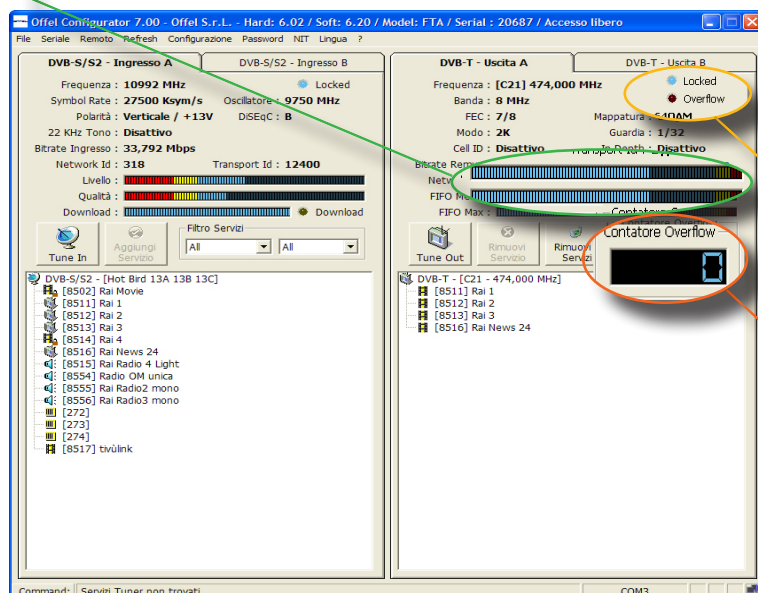 Offel Configurator 7.00 - Offel S.r.L. - Hard: 6.02 / Soft: 6.20 / Model: FTA / Serial : 20687 / Accesso libero
File Seriale Remoto Refresh Configurazione Password NIT Lingua ?
DVB-S/S2 - Ingresso A
DVB-S/S2 - Ingresso B
Frequenza : 10992 MHz
Locked
Symbol Rate : 27500 Ksym/s Oscillatore : 9750 MHz
Polarità : Verticale / +13V DiSEqC : B
22 KHz Tono : Disattivo
Bitrate Ingresso : 33,792 Mbps
Network Id : 318 Transport Id : 12400
Livello :
Qualità :
Download : Download
Tune In
Aggiungi Servizio
Filtro Servizi
All
All
DVB-S/S2 - [Hot Bird 13A 13B 13C]
[8502] Rai Movie
[8511] Rai 1
[8512] Rai 2
[8513] Rai 3
[8514] Rai 4
[8516] Rai News 24
[8515] Rai Radio 4 Light
[8554] Radio OM unica
[8555] Rai Radio2 mono
[8556] Rai Radio3 mono
[272]
[273]
[274]
[8517] tivùlink
DVB-T - Uscita A
DVB-T - Uscita B
Frequenza : [C21] 474,000 MHz
Locked
Overflow
Banda : 8 MHz
FEC : 7/8 Mappatura : 64QAM
Modo : 2K Guardia : 1/32
Cell ID : Disattivo Disattivo
Bitrate
FIFO
FIFO Max :
Contatore Overflow
0
Tune Out
Rimuovi Servizio
Rimuovi
DVB-T - [C21 - 474,000 MHz]
[8511] Rai 1
[8512] Rai 2
[8513] Rai 3
[8516] Rai News 24
Command: Servizi Tuner non trovati
COM3